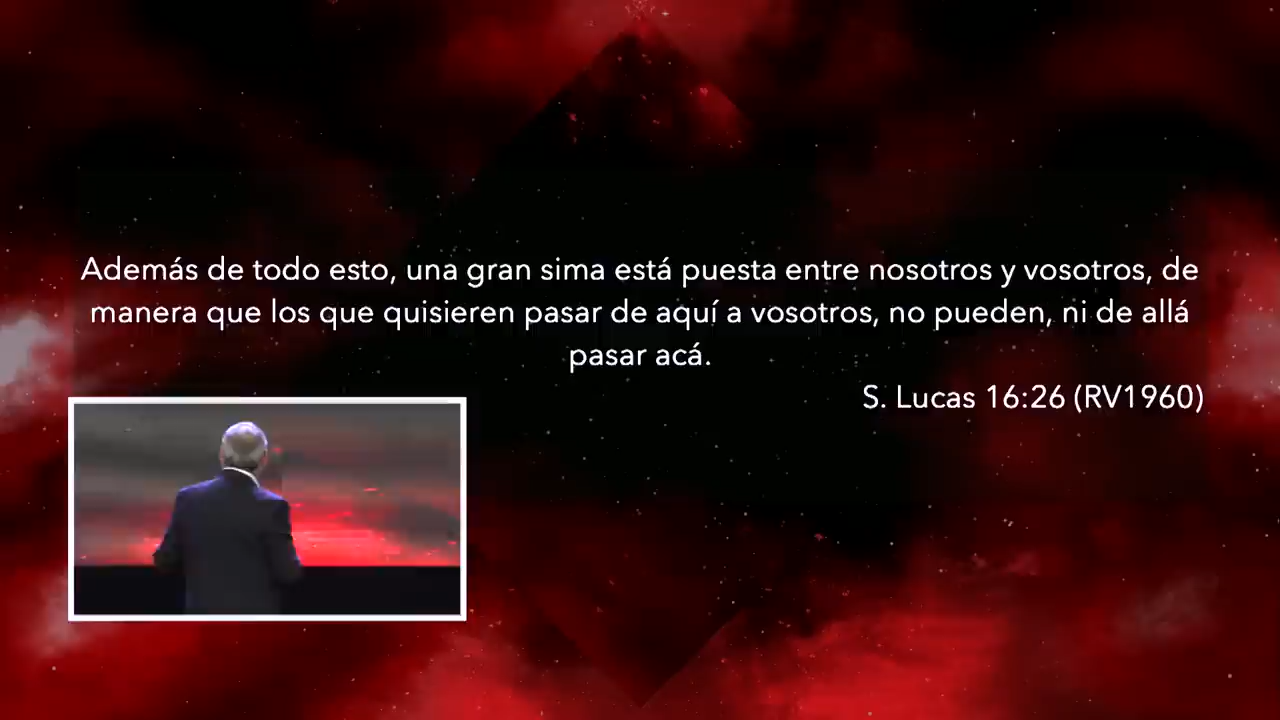 Además de todo esto, una gran sima está puesta entre nosotros y vosotros, de
manera que los que quisieren pasar de aquí a vosotros, no pueden, ni de allá
pasar acá.
S. Lucas 16:26 (RV1960)